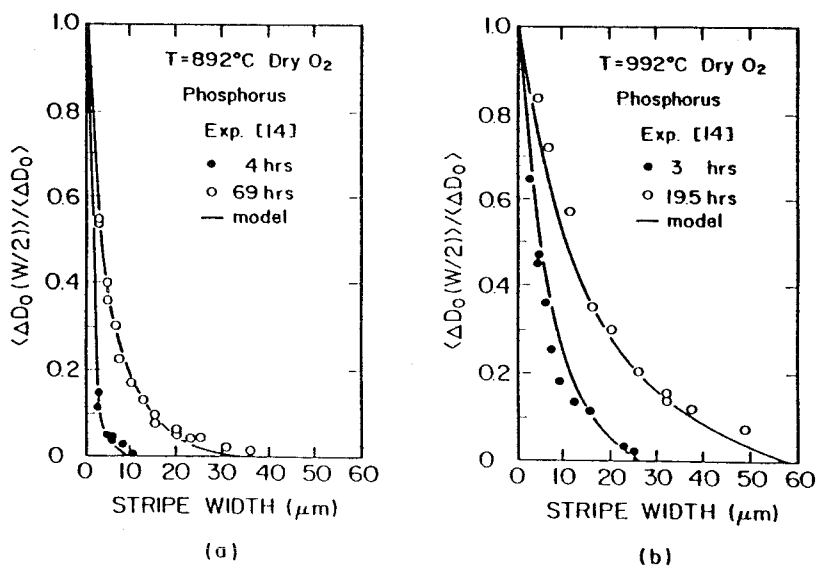 1.0
0.8
0.6
0.4
0.2
0
0 10 20 30 40 50 60
⟨ΔD₀(W/2)⟩/⟨ΔD₀⟩
STRIPE WIDTH (μm)
T=892°C Dry O₂
Phosphorus
Exp. [14]
● 4 hrs
○ 69 hrs
— model
(a)
1.0
0.8
0.6
0.4
0.2
0
0 10 20 30 40 50 60
⟨ΔD₀(W/2)⟩/⟨ΔD₀⟩
STRIPE WIDTH (μm)
T=992°C Dry O₂
Phosphorus
Exp. [14]
● 3 hrs
○ 19.5 hrs
— model
(b)